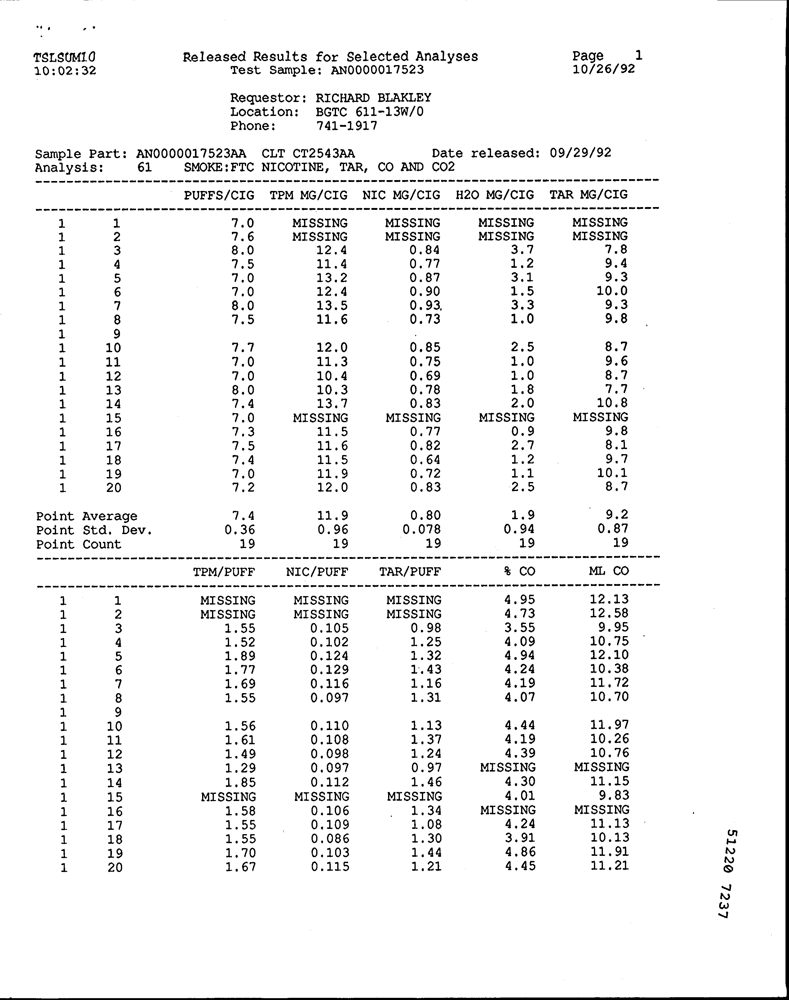 TSLSUM10 Released Results for Selected Analyses Page 1
10:02:32 Test Sample: AN0000017523 10/26/92
Requestor: RICHARD BLAKLEY
Location: BGTC 611-13W/0
Phone: 741-1917
Sample Part: AN0000017523AA CLT CT2543AA Date released: 09/29/92
Analysis: 61 SMOKE:FTC NICOTINE, TAR, CO AND CO2
PUFFS/CIG TPM MG/CIG NIC MG/CIG H2O MG/CIG TAR MG/CIG
1 1 7.0 MISSING MISSING MISSING MISSING
1 2 7.6 MISSING MISSING MISSING MISSING
1 3 8.0 12.4 0.84 3.7 7.8
1 4 7.5 11.4 0.77 1.2 9.4
1 5 7.0 13.2 0.87 3.1 9.3
1 6 7.0 12.4 0.90 1.5 10.0
1 7 8.0 13.5 0.93 3.3 9.3
1 8 7.5 11.6 0.73 1.0 9.8
1 9
1 10 7.7 12.0 0.85 2.5 8.7
1 11 7.0 11.3 0.75 1.0 9.6
1 12 7.0 10.4 0.69 1.0 8.7
1 13 8.0 10.3 0.78 1.8 7.7
1 14 7.4 13.7 0.83 2.0 10.8
1 15 7.0 MISSING MISSING MISSING MISSING
1 16 7.3 11.5 0.77 0.9 9.8
1 17 7.5 11.6 0.82 2.7 8.1
1 18 7.4 11.5 0.64 1.2 9.7
1 19 7.0 11.9 0.72 1.1 10.1
1 20 7.2 12.0 0.83 2.5 8.7
Point Average 7.4 11.9 0.80 1.9 9.2
Point Std. Dev. 0.36 0.96 0.078 0.94 0.87
Point Count 19 19 19 19 19
TPM/PUFF NIC/PUFF TAR/PUFF % CO ML CO
1 1 MISSING MISSING MISSING 4.95 12.13
1 2 MISSING MISSING MISSING 4.73 12.58
1 3 1.55 0.105 0.98 3.55 9.95
1 4 1.52 0.102 1.25 4.09 10.75
1 5 1.89 0.124 1.32 4.94 12.10
1 6 1.77 0.129 1.43 4.24 10.38
1 7 1.69 0.116 1.16 4.19 11.72
1 8 1.55 0.097 1.31 4.07 10.70
1 9
1 10 1.56 0.110 1.13 4.44 11.97
1 11 1.61 0.108 1.37 4.19 10.26
1 12 1.49 0.098 1.24 4.39 10.76
1 13 1.29 0.097 0.97 MISSING MISSING
1 14 1.85 0.112 1.46 4.30 11.15
1 15 MISSING MISSING MISSING 4.01 9.83
1 16 1.58 0.106 1.34 MISSING MISSING
1 17 1.55 0.109 1.08 4.24 11.13
1 18 1.55 0.086 1.30 3.91 10.13
1 19 1.70 0.103 1.44 4.86 11.91
1 20 1.67 0.115 1.21 4.45 11.21
51220 7237